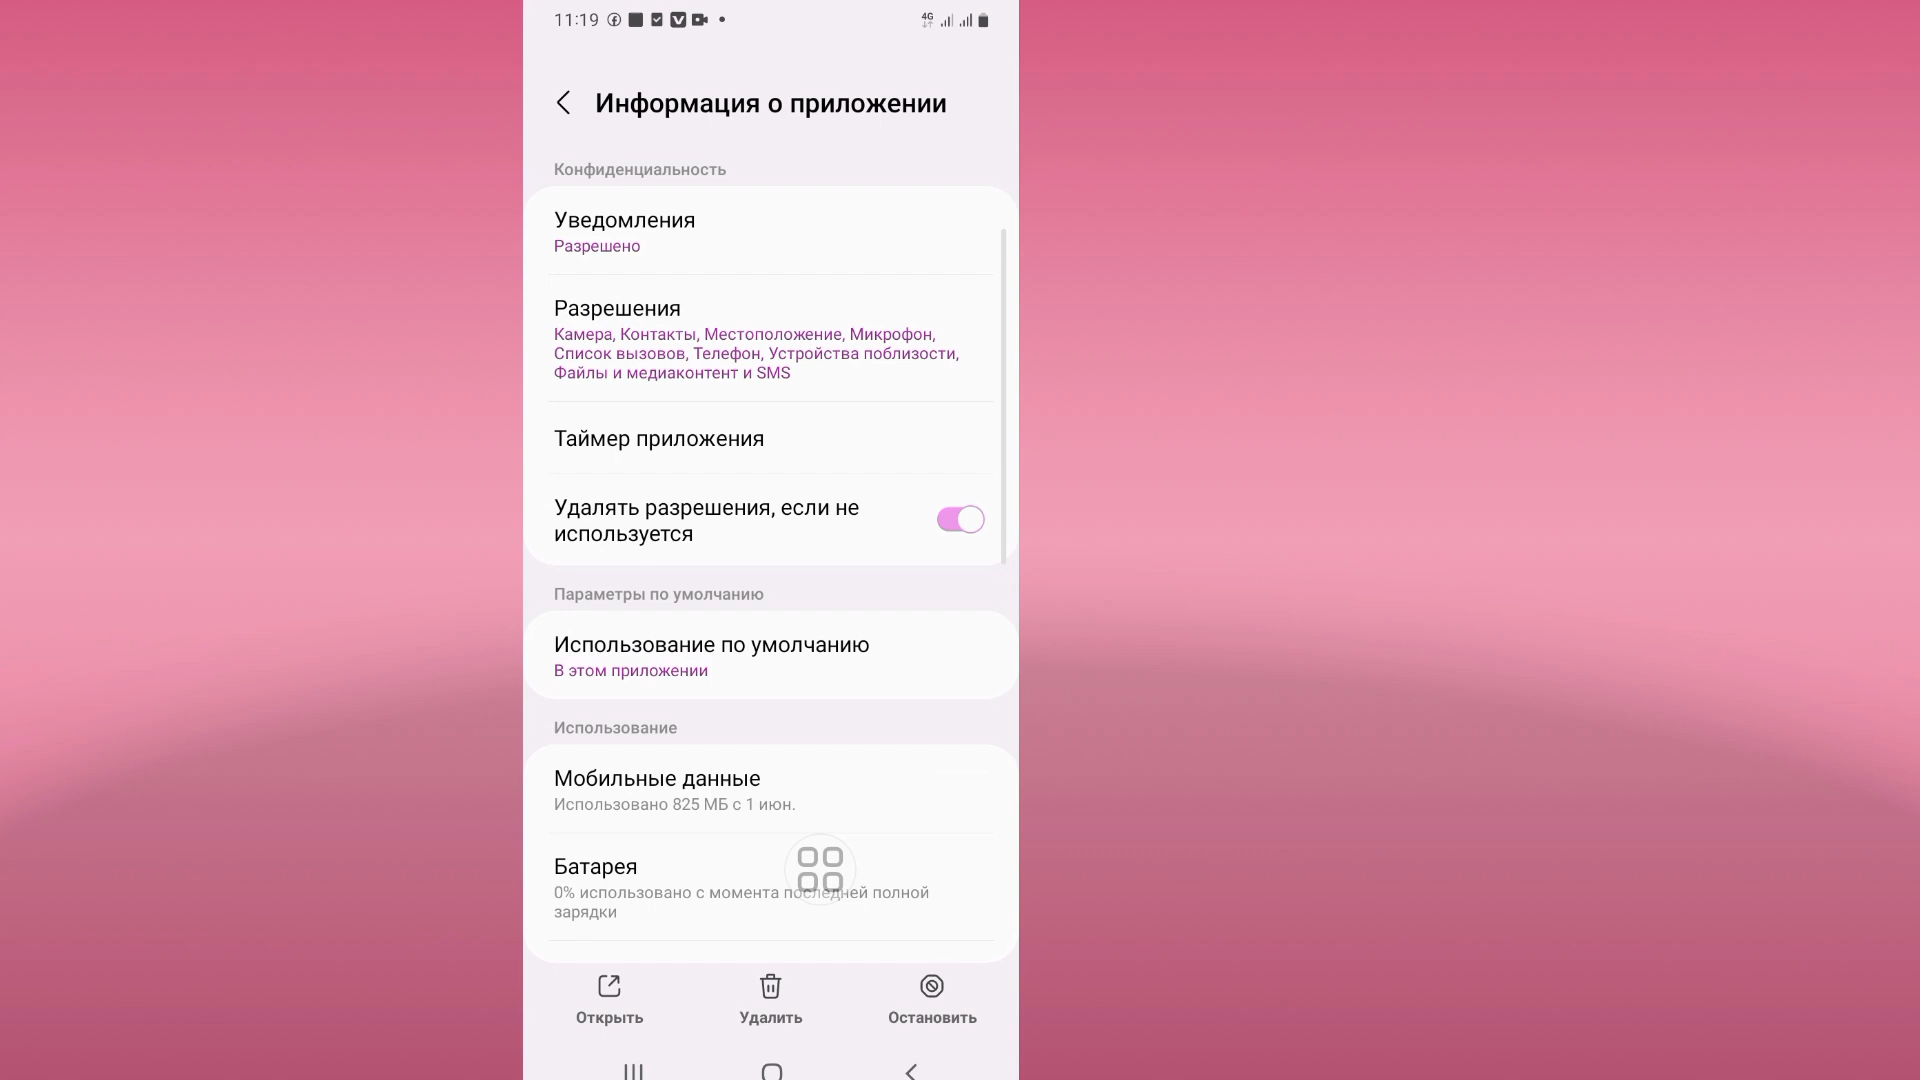 11:19
4G
Информация о приложении
Конфиденциальность
Уведомления
Разрешено
Разрешения
Камера, Контакты, Местоположение, Микрофон,
Список вызовов, Телефон, Устройства поблизости,
Файлы и медиаконтент и SMS
Таймер приложения
Удалять разрешения, если не
используется
Параметры по умолчанию
Использование по умолчанию
В этом приложении
Использование
Мобильные данные
Использовано 825 МБ с 1 июн.
Батарея
0% использовано с момента последней полной
зарядки
Открыть
Удалить
Остановить